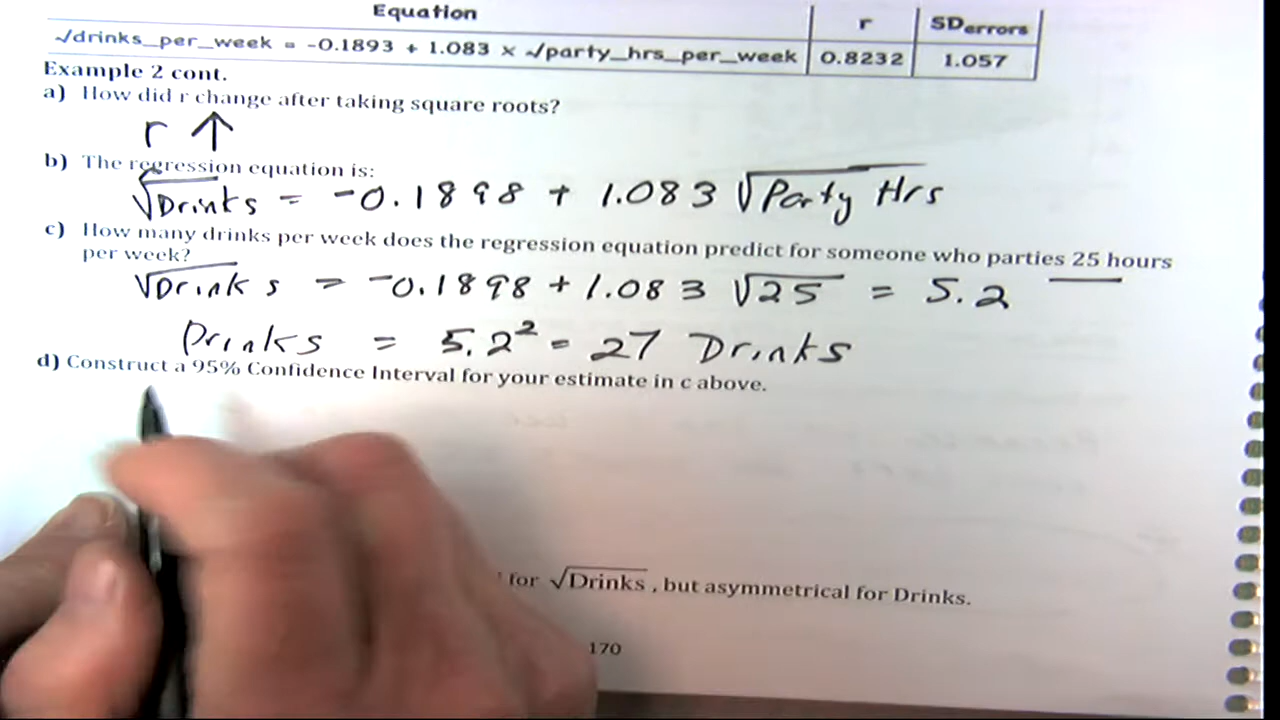 Equation r SDerrors
√drinks_per_week = -0.1893 + 1.083 × √party_hrs_per_week 0.8232 1.057
Example 2 cont.
a) How did r change after taking square roots?
r ↑
b) The regression equation is:
√Drinks = -0.1898 + 1.083 √Party Hrs
c) How many drinks per week does the regression equation predict for someone who parties 25 hours
per week?
√Drinks = -0.1898 + 1.083 √25 = 5.2
Drinks = 5.2² = 27 Drinks
d) Construct a 95% Confidence Interval for your estimate in c above.
for √Drinks , but asymmetrical for Drinks.
170